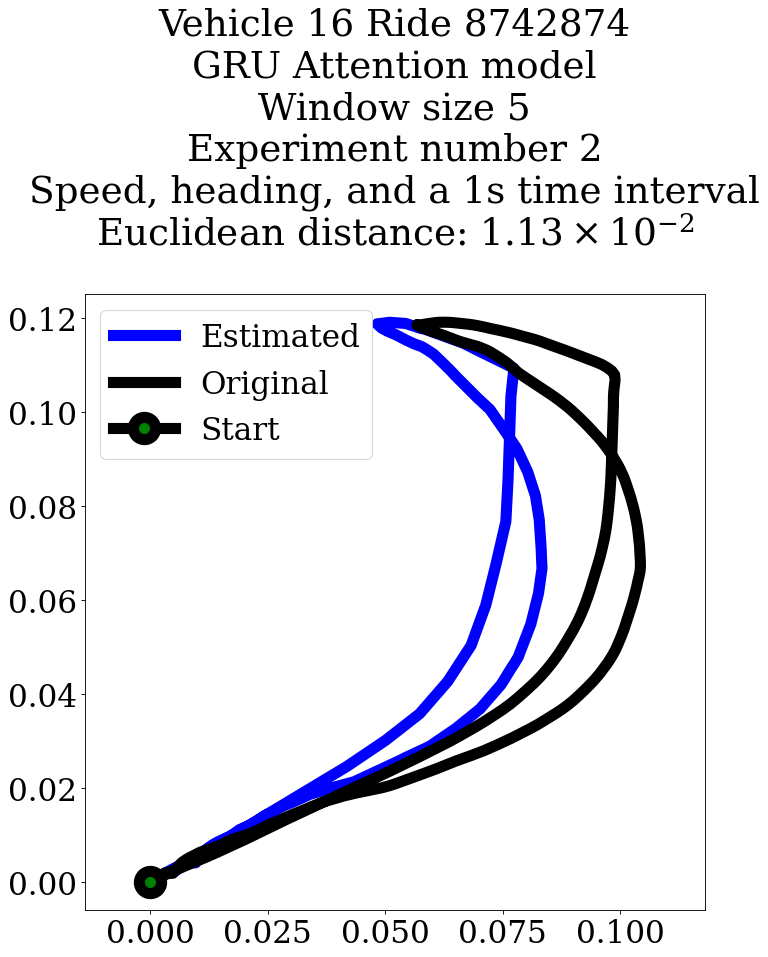 Vehicle 16 Ride 8742874
GRU Attention model
Window size 5
Experiment number 2
Speed, heading, and a 1s time interval
Euclidean distance: 1.13 × 10⁻²
Estimated
Original
Start
0.12
0.10
0.08
0.06
0.04
0.02
0.00
0.000 0.025 0.050 0.075 0.100